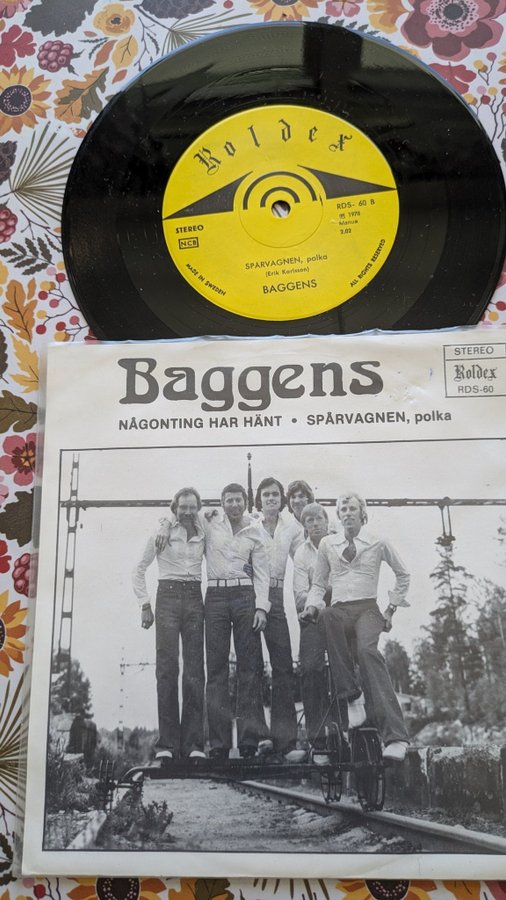 Roldex
STEREO
NCB
RDS- 60 B
℗ 1976
Manus
2,02
SPÅRVAGNEN, polka
(Erik Karlsson)
BAGGENS
ALL RIGHTS RESERVED
MADE IN SWEDEN
STEREO
Roldex
RDS-60
Baggens
NÅGONTING HAR HÄNT • SPÅRVAGNEN, polka